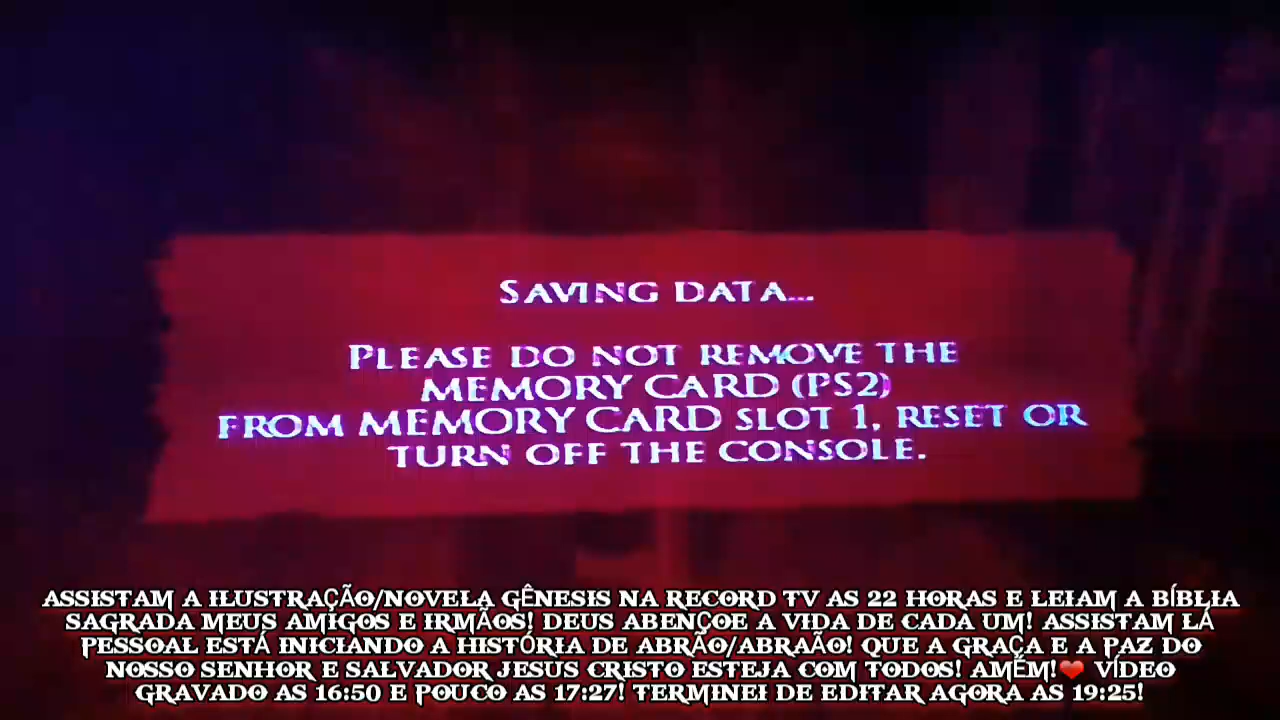 SAVING DATA...
PLEASE DO NOT REMOVE THE
MEMORY CARD (PS2)
FROM MEMORY CARD SLOT 1, RESET OR
TURN OFF THE CONSOLE.
ASSISTAM A ILUSTRAÇÃO/NOVELA GÊNESIS NA RECORD TV AS 22 HORAS E LEIAM A BÍBLIA
SAGRADA MEUS AMIGOS E IRMÃOS! DEUS ABENÇOE A VIDA DE CADA UM! ASSISTAM LÁ
PESSOAL ESTÁ INICIANDO A HISTÓRIA DE ABRÃO/ABRAÃO! QUE A GRAÇA E A PAZ DO
NOSSO SENHOR E SALVADOR JESUS CRISTO ESTEJA COM TODOS! AMÉM!❤ VÍDEO
GRAVADO AS 16:50 E POUCO AS 17:27! TERMINEI DE EDITAR AGORA AS 19:25!